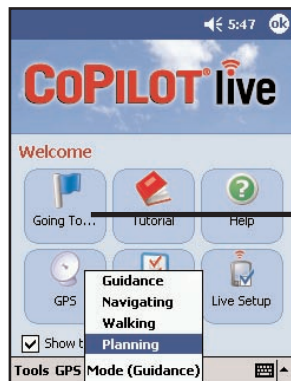 5:47 ok
CoPILOT® live
Welcome
Going To... Tutorial Help
GPS Live Setup
Guidance
Navigating
Walking
Planning
Show t
Tools GPS Mode (Guidance)